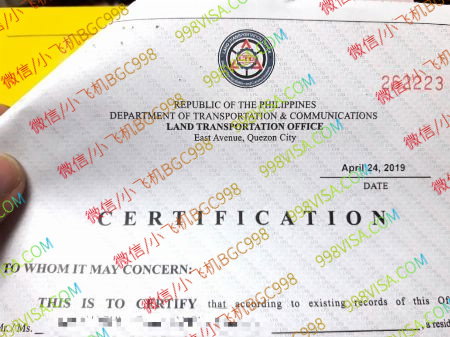 262223
REPUBLIC OF THE PHILIPPINES
DEPARTMENT OF TRANSPORTATION & COMMUNICATIONS
LAND TRANSPORTATION OFFICE
East Avenue, Quezon City
April 24, 2019
DATE
CERTIFICATION
TO WHOM IT MAY CONCERN:
THIS IS TO CERTIFY that according to existing records of this Of
Mr./Ms.
a resid
微信/小飞机BGC998
998VISA.COM